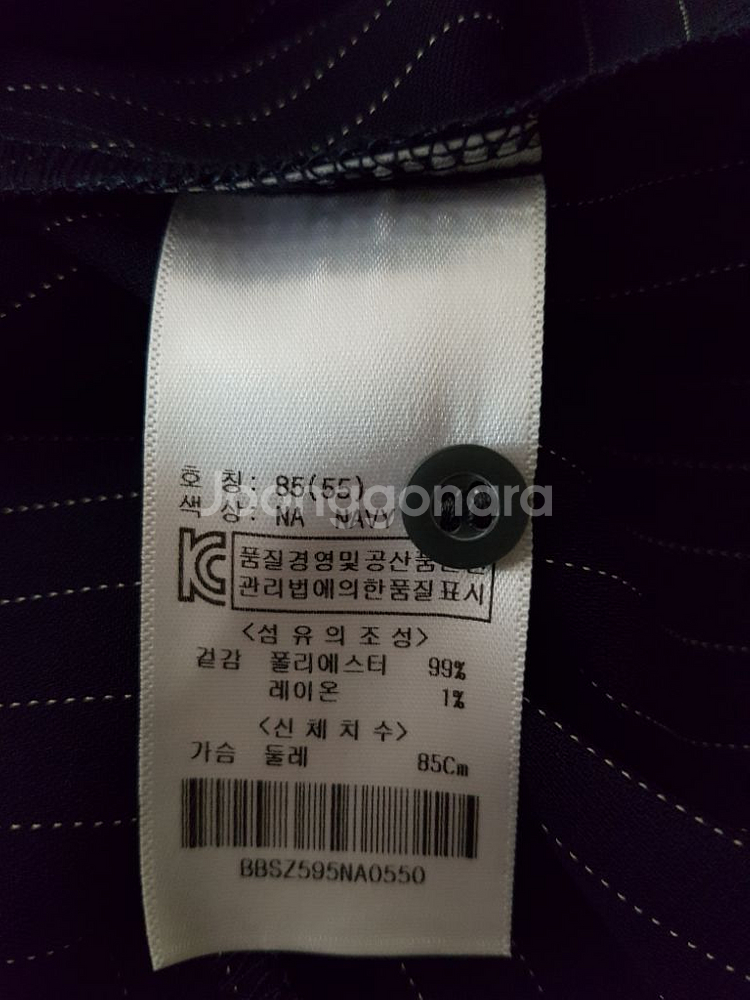 호 칭: 85(55)
Joonggonara
색 상: NA NAVY
품질경영및공산품안전
관리법에의한품질표시
<섬 유 의 조 성>
겉감 폴리에스터 99%
레이온 1%
<신 체 치 수>
가슴 둘레 85Cm
BBSZ595NA0550